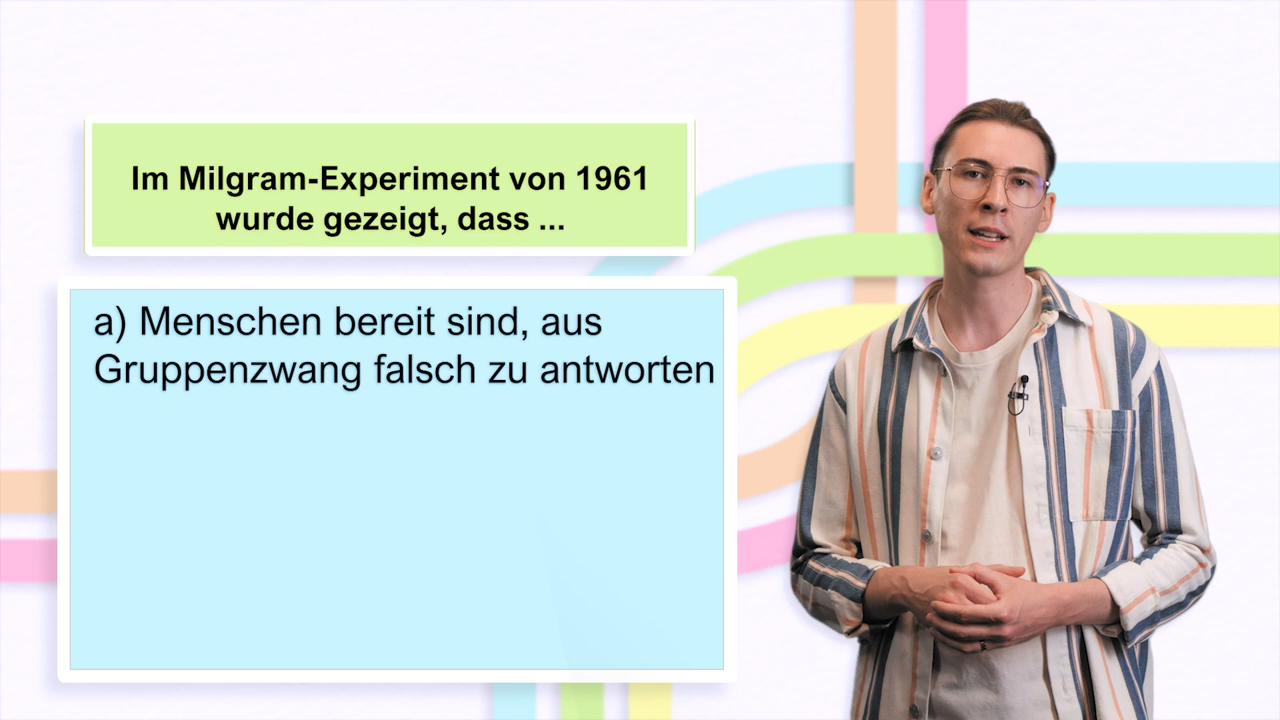 Im Milgram-Experiment von 1961
wurde gezeigt, dass ...
a) Menschen bereit sind, aus
Gruppenzwang falsch zu antworten